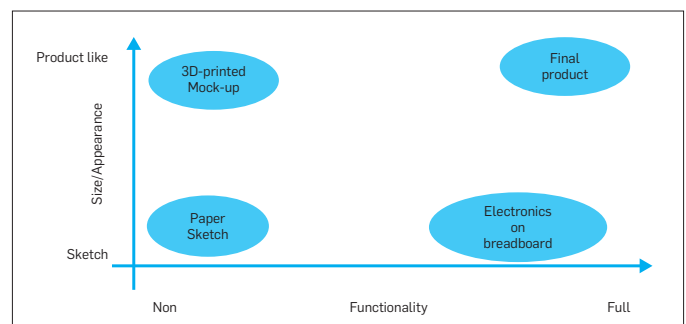 Product like
3D-printed
Mock-up
Final
product
Size/Appearance
Paper
Sketch
Electronics
on
breadboard
Sketch
Non
Functionality
Full